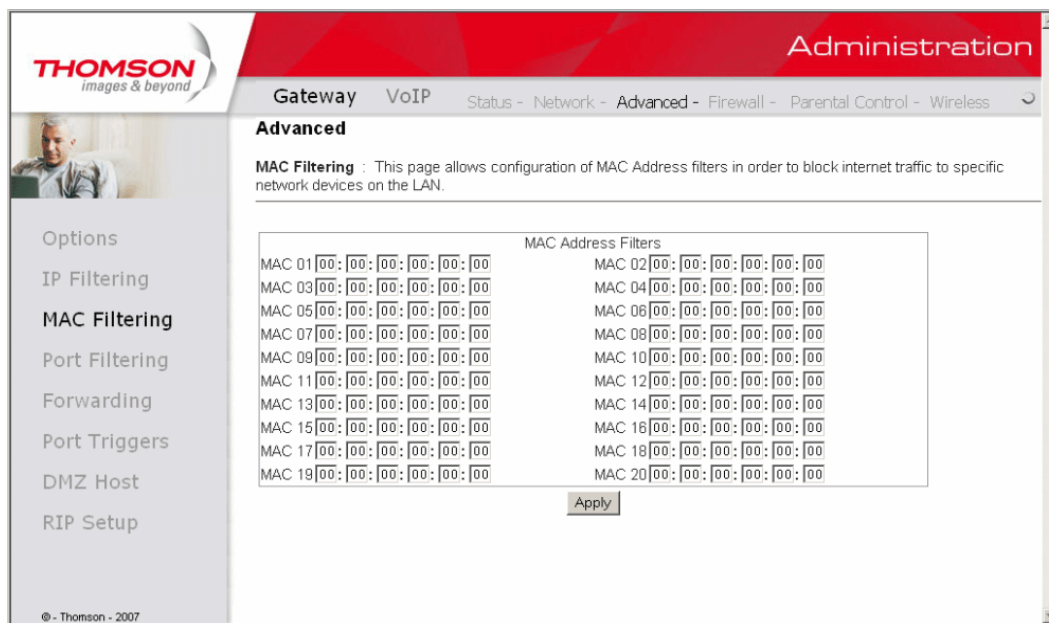 THOMSON
images & beyond
Administration
Gateway VoIP Status - Network - Advanced - Firewall - Parental Control - Wireless
Advanced
MAC Filtering : This page allows configuration of MAC Address filters in order to block internet traffic to specific
network devices on the LAN.
Options
IP Filtering
MAC Filtering
Port Filtering
Forwarding
Port Triggers
DMZ Host
RIP Setup
MAC Address Filters
MAC 01 00:00:00:00:00:00 MAC 02 00:00:00:00:00:00
MAC 03 00:00:00:00:00:00 MAC 04 00:00:00:00:00:00
MAC 05 00:00:00:00:00:00 MAC 06 00:00:00:00:00:00
MAC 07 00:00:00:00:00:00 MAC 08 00:00:00:00:00:00
MAC 09 00:00:00:00:00:00 MAC 10 00:00:00:00:00:00
MAC 11 00:00:00:00:00:00 MAC 12 00:00:00:00:00:00
MAC 13 00:00:00:00:00:00 MAC 14 00:00:00:00:00:00
MAC 15 00:00:00:00:00:00 MAC 16 00:00:00:00:00:00
MAC 17 00:00:00:00:00:00 MAC 18 00:00:00:00:00:00
MAC 19 00:00:00:00:00:00 MAC 20 00:00:00:00:00:00
Apply
© - Thomson - 2007